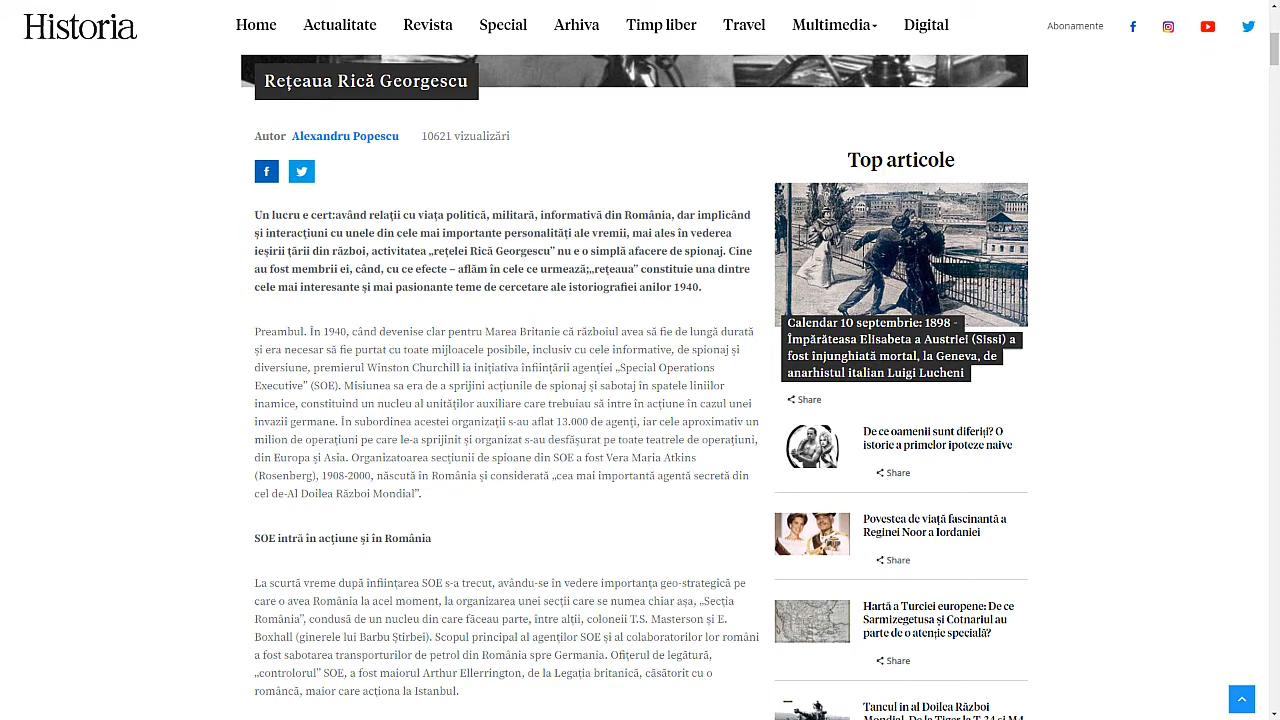 Historia
Home
Actualitate
Revista
Special
Arhiva
Timp liber
Travel
Multimedia
Digital
Abonamente
Rețeaua Rică Georgescu
Autor Alexandru Popescu 10621 vizualizări
Un lucru e cert:având relații cu viața politică, militară, informativă din România, dar implicând
și interacțiuni cu unele din cele mai importante personalități ale vremii, mai ales în vederea
ieșirii țării din război, activitatea „rețelei Rică Georgescu” nu e o simplă afacere de spionaj. Cine
au fost membrii ei, când, cu ce efecte – aflăm în cele ce urmează;„rețeaua” constituie una dintre
cele mai interesante și mai pasionante teme de cercetare ale istoriografiei anilor 1940.
Preambul. În 1940, când devenise clar pentru Marea Britanie că războiul avea să fie de lungă durată
și era necesar să fie purtat cu toate mijloacele posibile, inclusiv cu cele informative, de spionaj și
diversiune, premierul Winston Churchill ia inițiativa înființării agenției „Special Operations
Executive” (SOE). Misiunea sa era de a sprijini acțiunile de spionaj și sabotaj în spatele liniilor
inamice, constituind un nucleu al unităților auxiliare care trebuiau să intre în acțiune în cazul unei
invazii germane. În subordinea acestei organizații s-au aflat 13.000 de agenți, iar cele aproximativ un
milion de operațiuni pe care le-a sprijinit și organizat s-au desfășurat pe toate teatrele de operațiuni,
din Europa și Asia. Organizatoarea secțiunii de spioane din SOE a fost Vera Maria Atkins
(Rosenberg), 1908-2000, născută în România și considerată „cea mai importantă agentă secretă din
cel de-Al Doilea Război Mondial”.
SOE intră în acțiune și în România
La scurtă vreme după înființarea SOE s-a trecut, avându-se în vedere importanța geo-strategică pe
care o avea România la acel moment, la organizarea unei secții care se numea chiar așa, „Secția
România”, condusă de un nucleu din care făceau parte, între alții, coloneii T.S. Masterson și E.
Boxhall (ginerele lui Barbu Știrbei). Scopul principal al agenților SOE și al colaboratorilor lor români
a fost sabotarea transporturilor de petrol din România spre Germania. Ofițerul de legătură,
„controlorul” SOE, a fost maiorul Arthur Ellerrington, de la Legația britanică, căsătorit cu o
româncă, maior care acționa la Istanbul.
Top articole
Calendar 10 septembrie: 1898 -
Împărăteasa Elisabeta a Austriei (Sissi) a
fost înjunghiată mortal, la Geneva, de
anarhistul italian Luigi Lucheni
Share
De ce oamenii sunt diferiți? O
istorie a primelor ipoteze naive
Share
Povestea de viață fascinantă a
Reginei Noor a Iordaniei
Share
Hartă a Turciei europene: De ce
Sarmizegetusa și Cotnariul au
parte de o atenție specială?
Share
Tancul in al Doilea Război
Mondial. De la Tiger la T-34 și M4